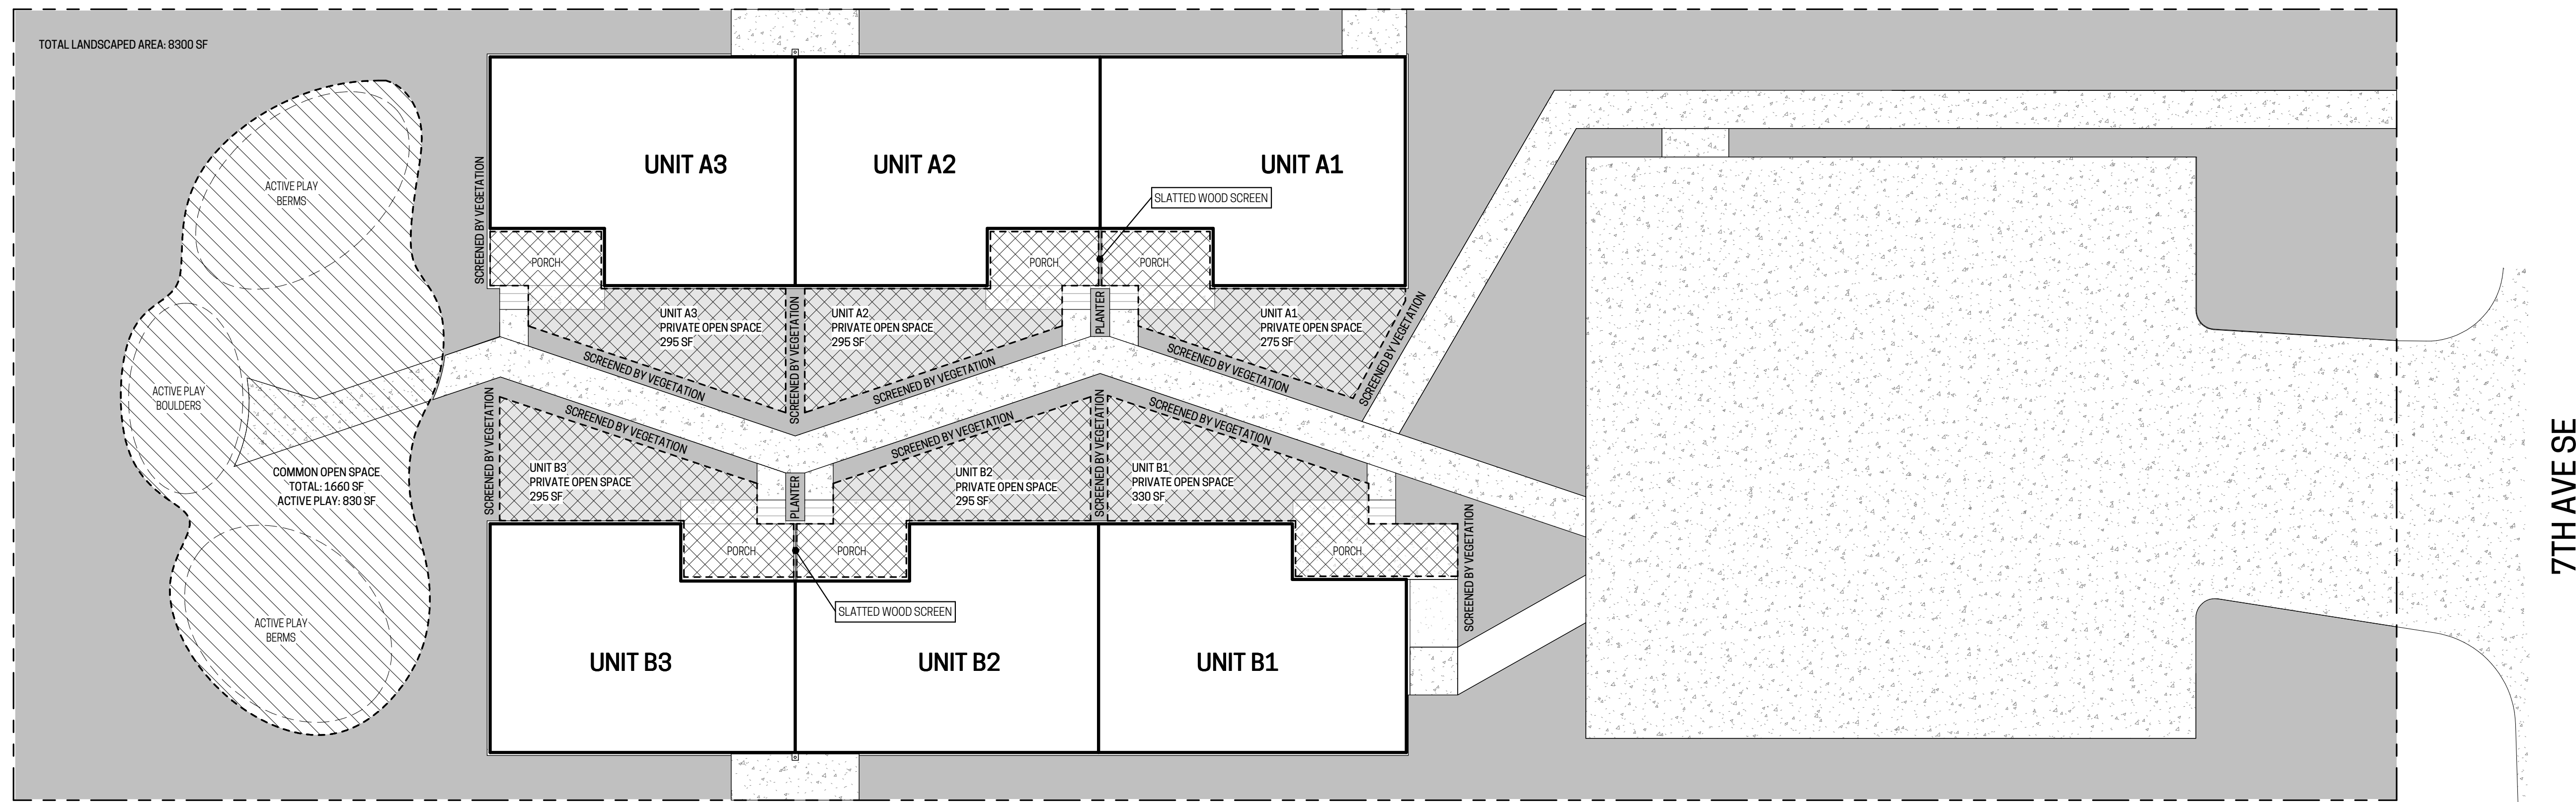 TOTAL LANDSCAPED AREA: 8300 SF
ACTIVE PLAY
BERMS
ACTIVE PLAY
BOULDERS
COMMON OPEN SPACE
TOTAL: 1660 SF
ACTIVE PLAY: 830 SF
ACTIVE PLAY
BERMS
SCREENED BY VEGETATION
UNIT A3
UNIT A2
UNIT A1
SLATTED WOOD SCREEN
PORCH
PORCH
PORCH
UNIT A3
PRIVATE OPEN SPACE
295 SF
SCREENED BY VEGETATION
UNIT A2
PRIVATE OPEN SPACE
295 SF
PLANTER
UNIT A1
PRIVATE OPEN SPACE
275 SF
SCREENED BY VEGETATION
SCREENED BY VEGETATION
SCREENED BY VEGETATION
SCREENED BY VEGETATION
SCREENED BY VEGETATION
SCREENED BY VEGETATION
SCREENED BY VEGETATION
SCREENED BY VEGETATION
SCREENED BY VEGETATION
UNIT B3
PRIVATE OPEN SPACE
295 SF
PLANTER
UNIT B2
PRIVATE OPEN SPACE
295 SF
UNIT B1
PRIVATE OPEN SPACE
330 SF
SCREENED BY VEGETATION
PORCH
PORCH
PORCH
SLATTED WOOD SCREEN
UNIT B3
UNIT B2
UNIT B1
7TH AVE SE